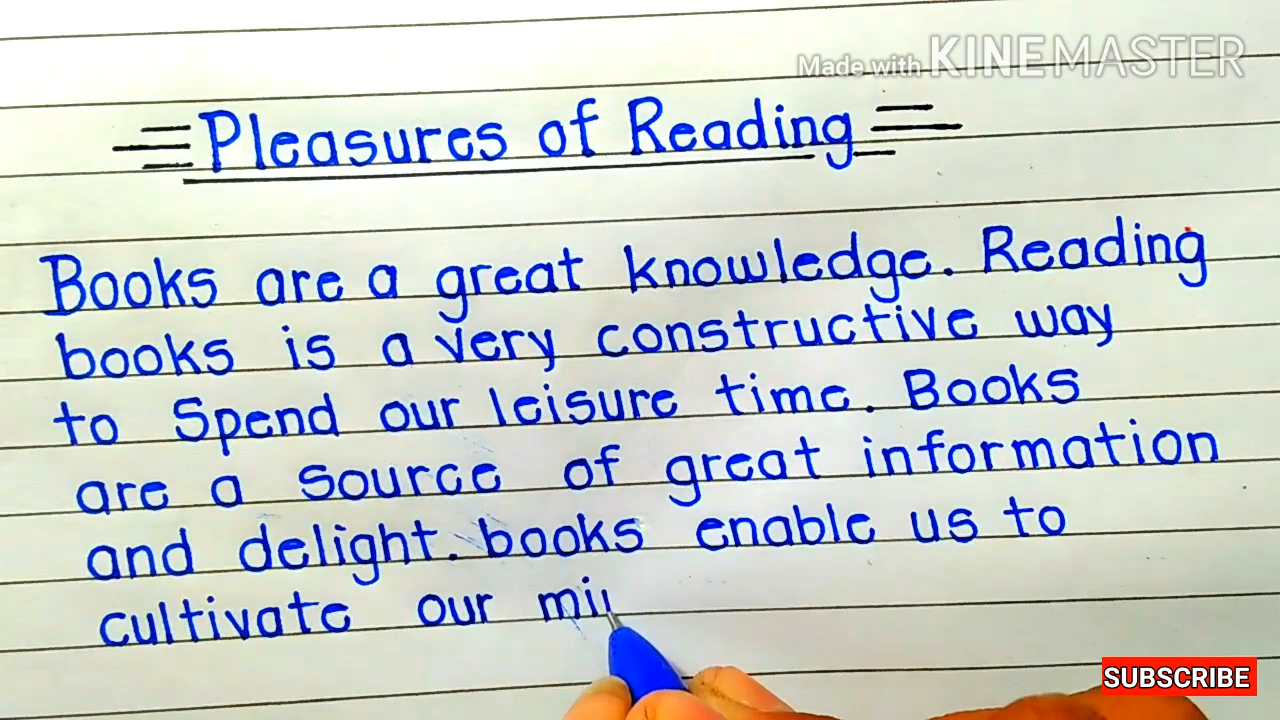 Made with KINEMASTER
Pleasures of Reading
Books are a great knowledge. Reading
books is a very constructive way
to Spend our leisure time. Books
are a source of great information
and delight. books enable us to
cultivate our mi
SUBSCRIBE